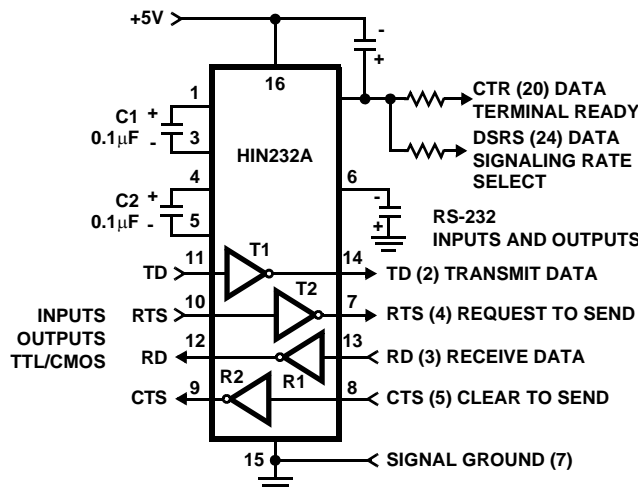 +5V
-
+
16
1
C1
+
0.1μF
-
3
HIN232A
CTR (20) DATA
TERMINAL READY
DSRS (24) DATA
SIGNALING RATE
SELECT
4
C2
+
0.1μF
-
5
6
-
+
RS-232
INPUTS AND OUTPUTS
TD
11
T1
14
TD (2) TRANSMIT DATA
INPUTS
OUTPUTS
TTL/CMOS
RTS
10
T2
7
RTS (4) REQUEST TO SEND
RD
12
R1
13
RD (3) RECEIVE DATA
CTS
9
R2
8
CTS (5) CLEAR TO SEND
15
SIGNAL GROUND (7)